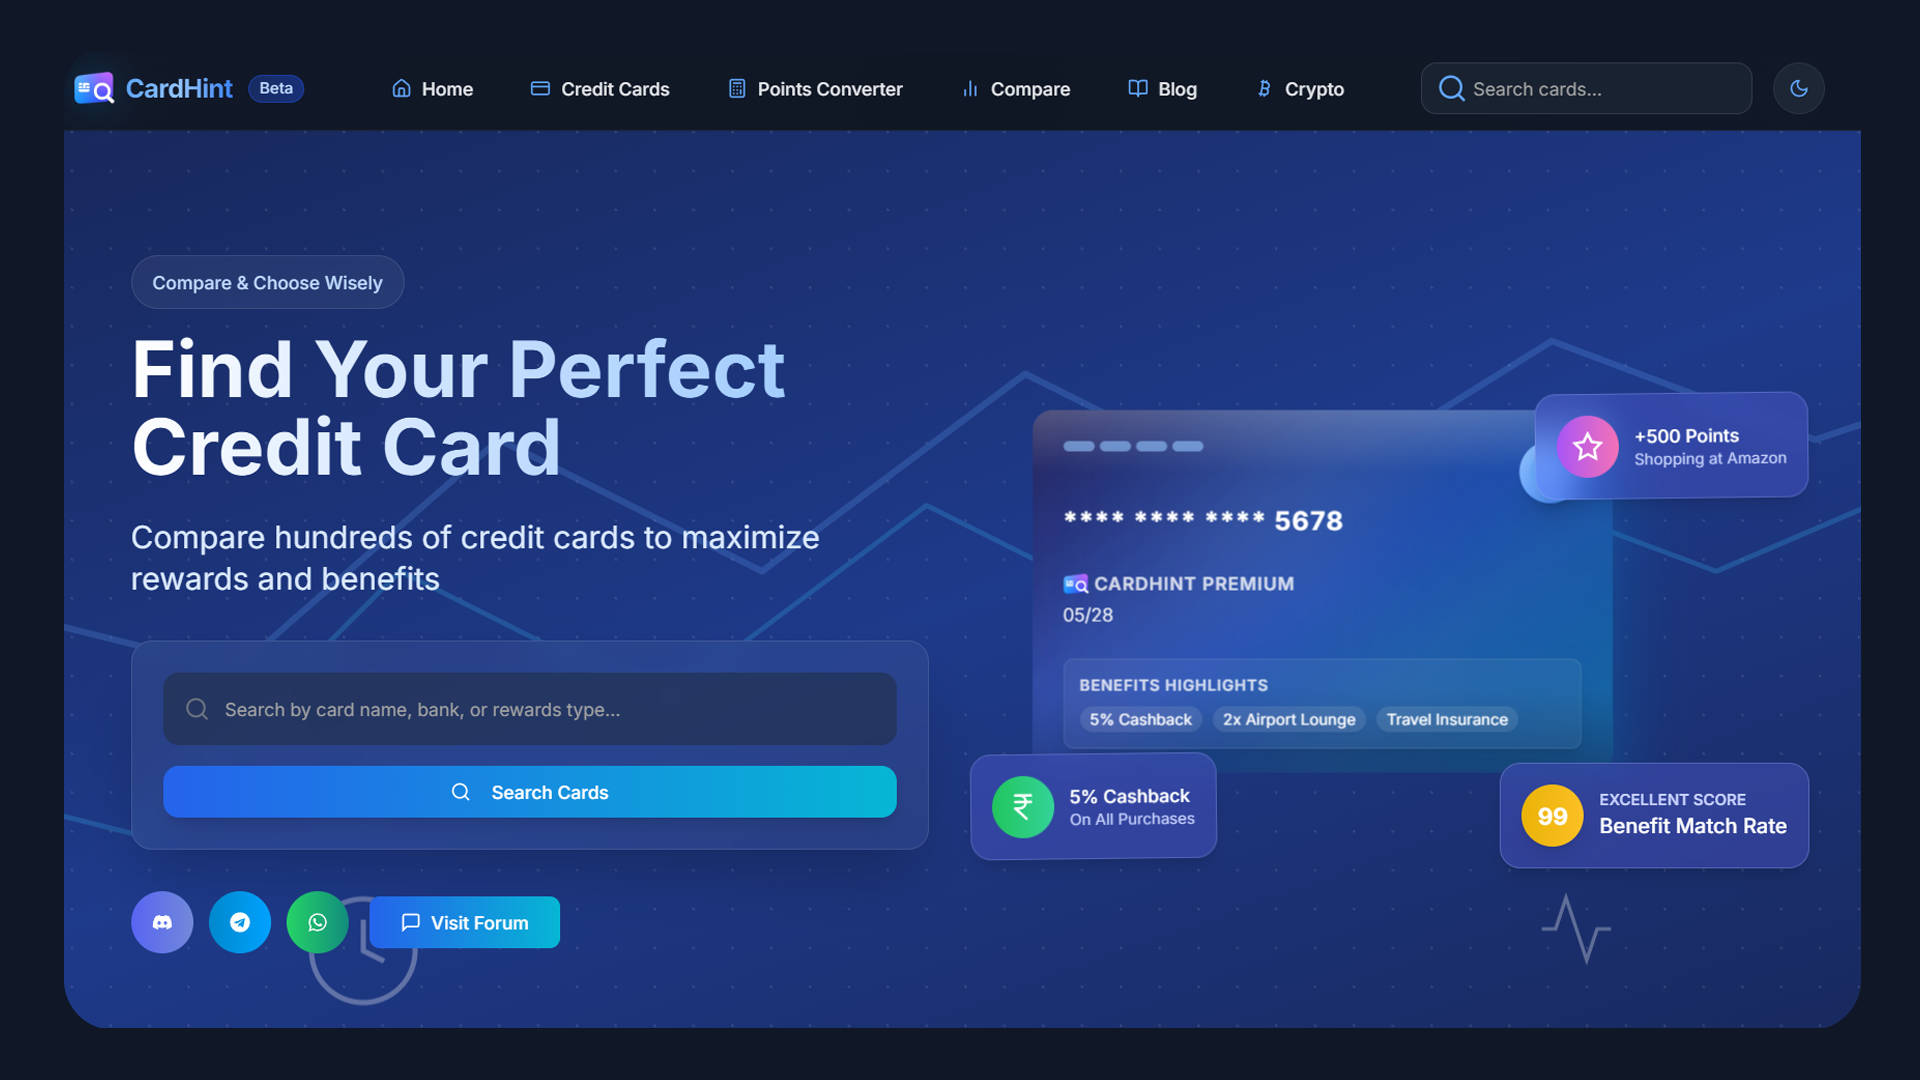 CardHint Beta
Home
Credit Cards
Points Converter
Compare
Blog
Crypto
Search cards...
Compare & Choose Wisely
Find Your Perfect
Credit Card
Compare hundreds of credit cards to maximize
rewards and benefits
Search by card name, bank, or rewards type...
Search Cards
Visit Forum
+500 Points
Shopping at Amazon
**** **** **** 5678
CARDHINT PREMIUM
05/28
BENEFITS HIGHLIGHTS
5% Cashback
2x Airport Lounge
Travel Insurance
₹
5% Cashback
On All Purchases
99
EXCELLENT SCORE
Benefit Match Rate